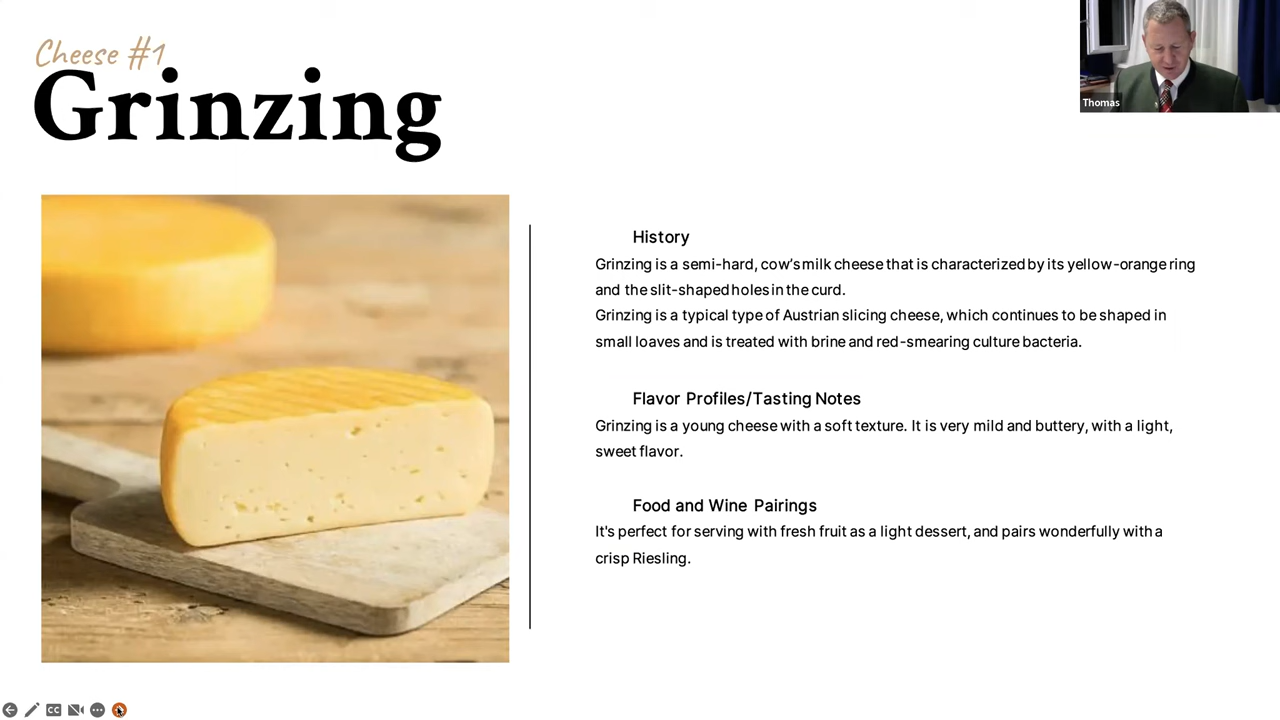 Cheese #1
Grinzing
Thomas
History
Grinzing is a semi-hard, cow's milk cheese that is characterized by its yellow-orange ring
and the slit-shaped holes in the curd.
Grinzing is a typical type of Austrian slicing cheese, which continues to be shaped in
small loaves and is treated with brine and red-smearing culture bacteria.
Flavor Profiles/Tasting Notes
Grinzing is a young cheese with a soft texture. It is very mild and buttery, with a light,
sweet flavor.
Food and Wine Pairings
It's perfect for serving with fresh fruit as a light dessert, and pairs wonderfully with a
crisp Riesling.
CC